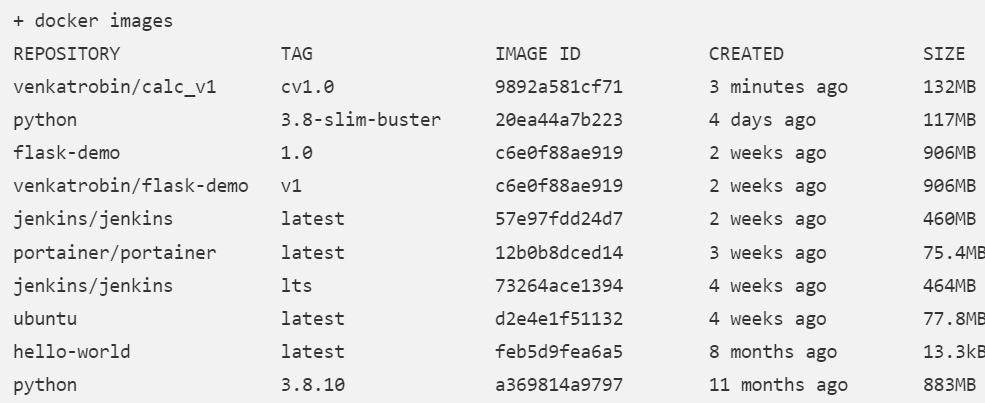 + docker images
REPOSITORY TAG IMAGE ID CREATED SIZE
venkatrobin/calc_v1 cv1.0 9892a581cf71 3 minutes ago 132MB
python 3.8-slim-buster 20ea44a7b223 4 days ago 117MB
flask-demo 1.0 c6e0f88ae919 2 weeks ago 906MB
venkatrobin/flask-demo v1 c6e0f88ae919 2 weeks ago 906MB
jenkins/jenkins latest 57e97fdd24d7 2 weeks ago 460MB
portainer/portainer latest 12b0b8dced14 3 weeks ago 75.4MB
jenkins/jenkins lts 73264ace1394 4 weeks ago 464MB
ubuntu latest d2e4e1f51132 4 weeks ago 77.8MB
hello-world latest feb5d9fea6a5 8 months ago 13.3kB
python 3.8.10 a369814a9797 11 months ago 883MB